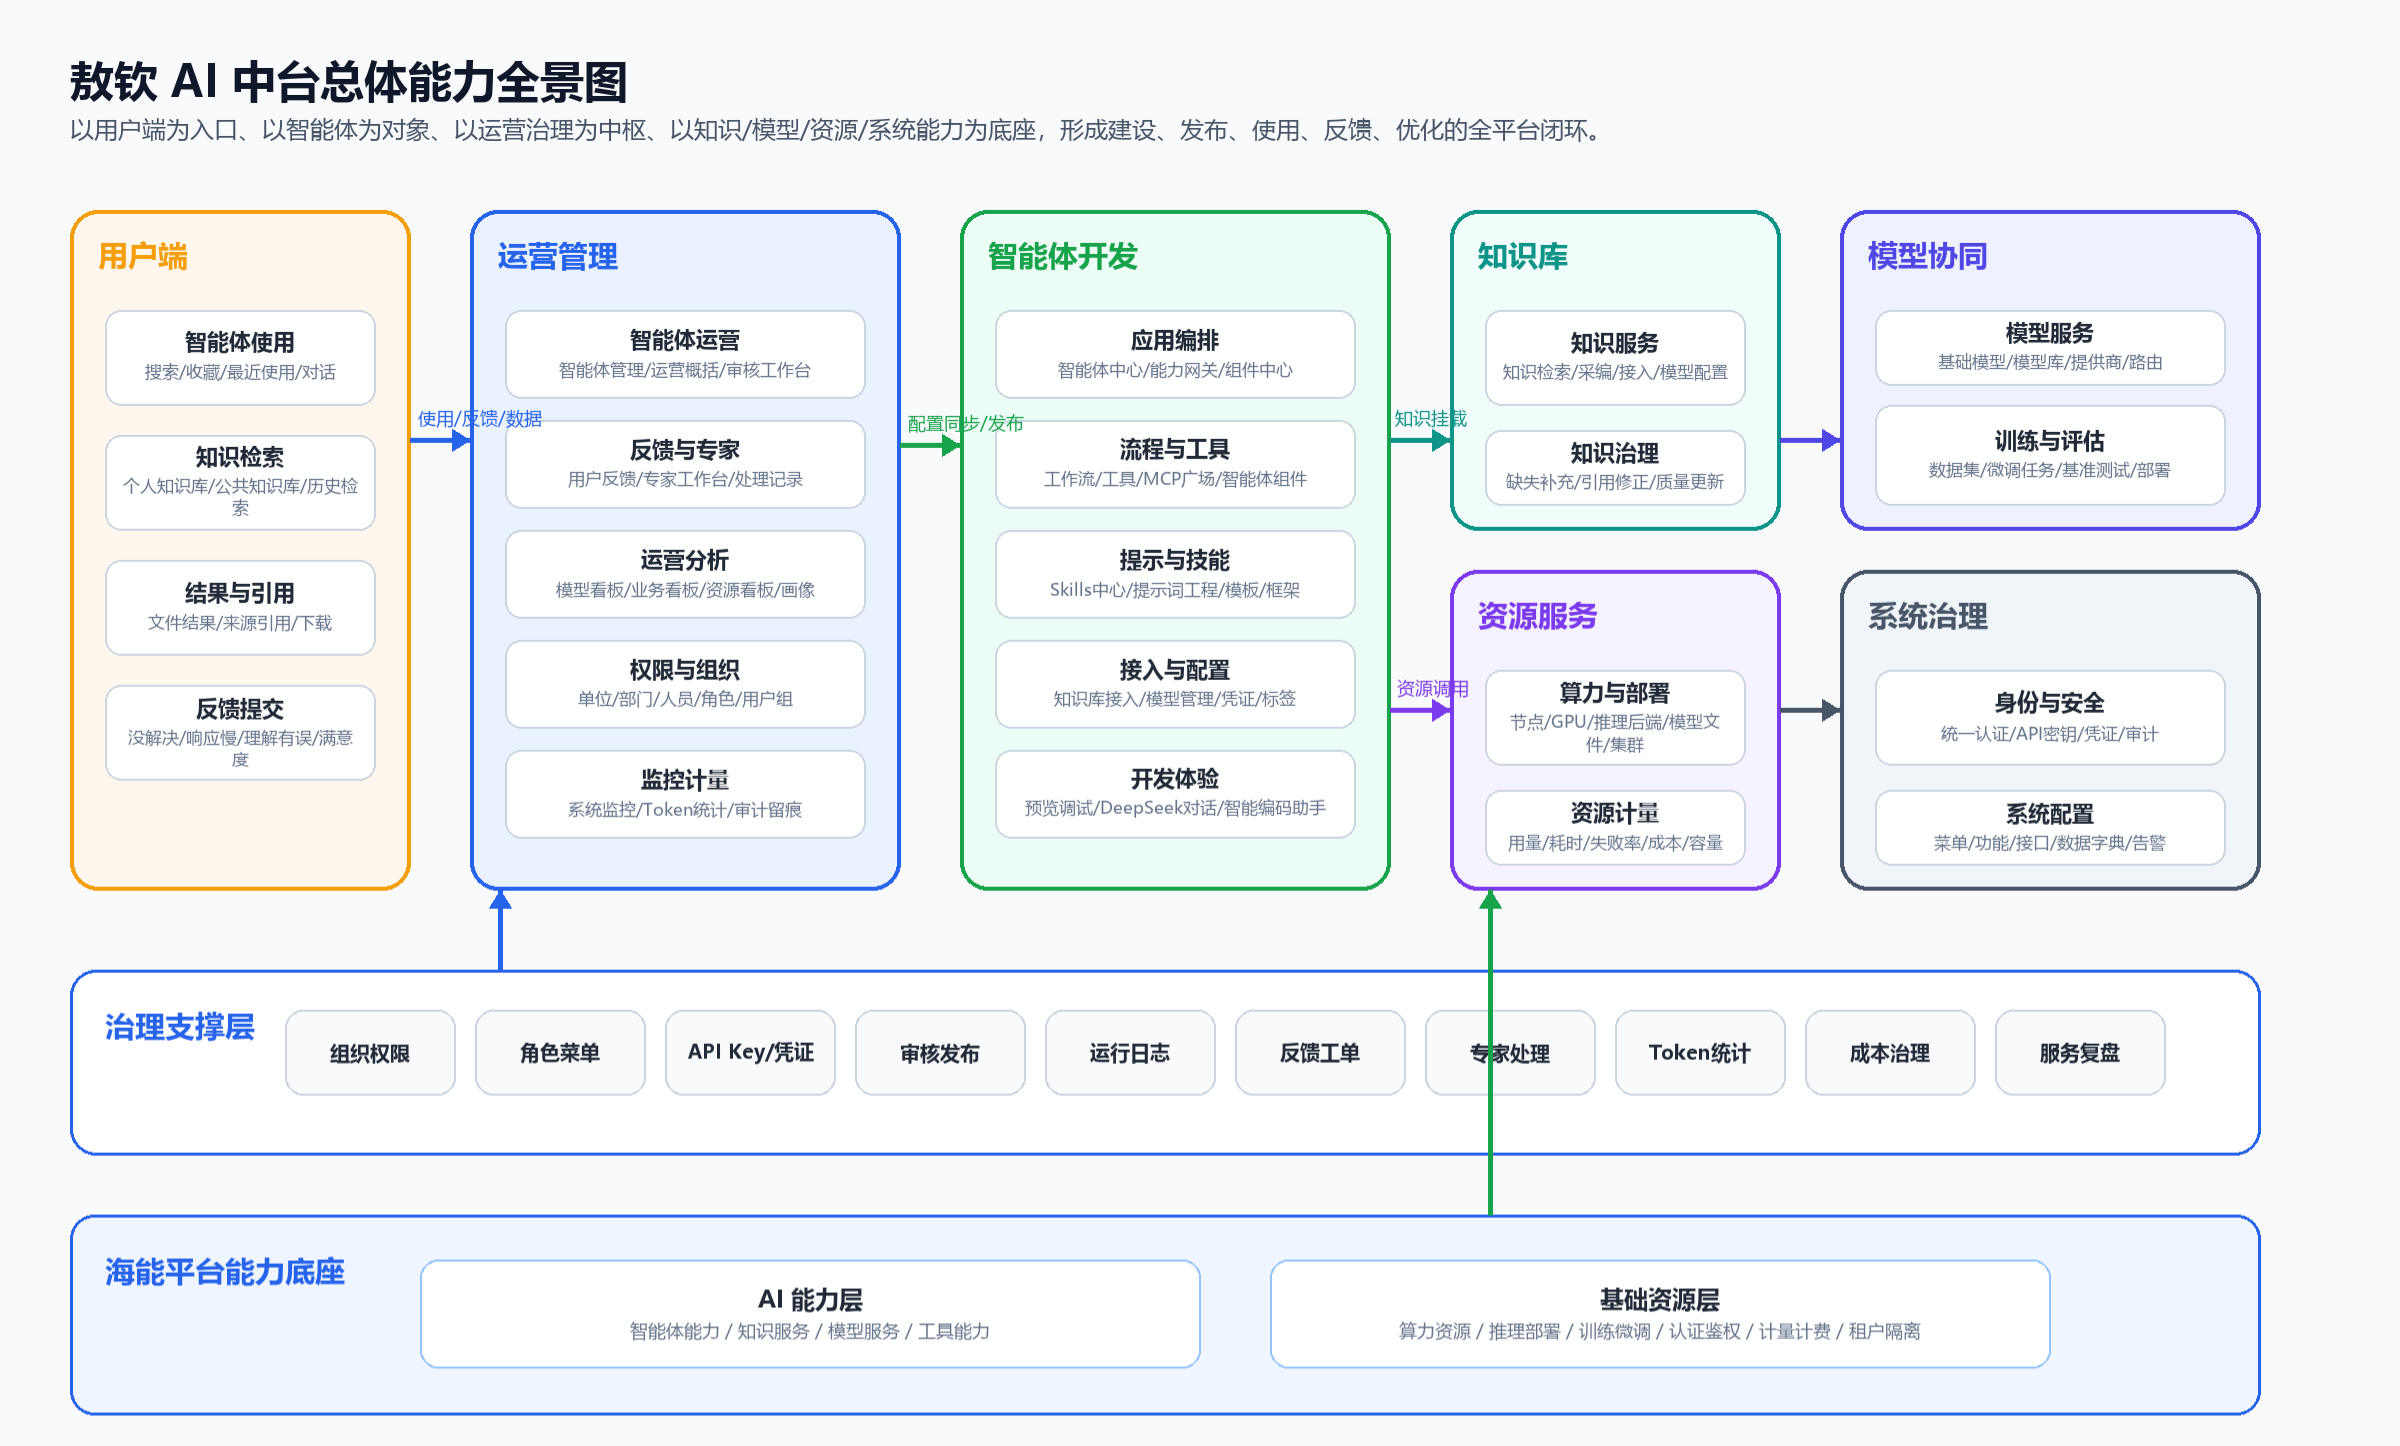 敖钦 AI 中台总体能力全景图
以用户端为入口、以智能体为对象、以运营治理为中枢、以知识/模型/资源/系统能力为底座，形成建设、发布、使用、反馈、优化的全平台闭环。
用户端
智能体使用
搜索/收藏/最近使用/对话
知识检索
个人知识库/公共知识库/历史检
索
结果与引用
文件结果/来源引用/下载
反馈提交
没解决/响应慢/理解有误/满意
度
使用/反馈/数据
运营管理
智能体运营
智能体管理/运营概括/审核工作台
反馈与专家
用户反馈/专家工作台/处理记录
运营分析
模型看板/业务看板/资源看板/画像
权限与组织
单位/部门/人员/角色/用户组
监控计量
系统监控/Token统计/审计留痕
配置同步/发布
智能体开发
应用编排
智能体中心/能力网关/组件中心
流程与工具
工作流/工具/MCP广场/智能体组件
提示与技能
Skills中心/提示词工程/模板/框架
接入与配置
知识库接入/模型管理/凭证/标签
开发体验
预览调试/DeepSeek对话/智能编码助手
知识挂载
资源调用
知识库
知识服务
知识检索/采编/接入/模型配置
知识治理
缺失补充/引用修正/质量更新
模型协同
模型服务
基础模型/模型库/提供商/路由
训练与评估
数据集/微调任务/基准测试/部署
资源服务
算力与部署
节点/GPU/推理后端/模型文
件/集群
资源计量
用量/耗时/失败率/成本/容量
系统治理
身份与安全
统一认证/API密钥/凭证/审计
系统配置
菜单/功能/接口/数据字典/告警
治理支撑层
组织权限
角色菜单
API Key/凭证
审核发布
运行日志
反馈工单
专家处理
Token统计
成本治理
服务复盘
海能平台能力底座
AI 能力层
智能体能力 / 知识服务 / 模型服务 / 工具能力
基础资源层
算力资源 / 推理部署 / 训练微调 / 认证鉴权 / 计量计费 / 租户隔离